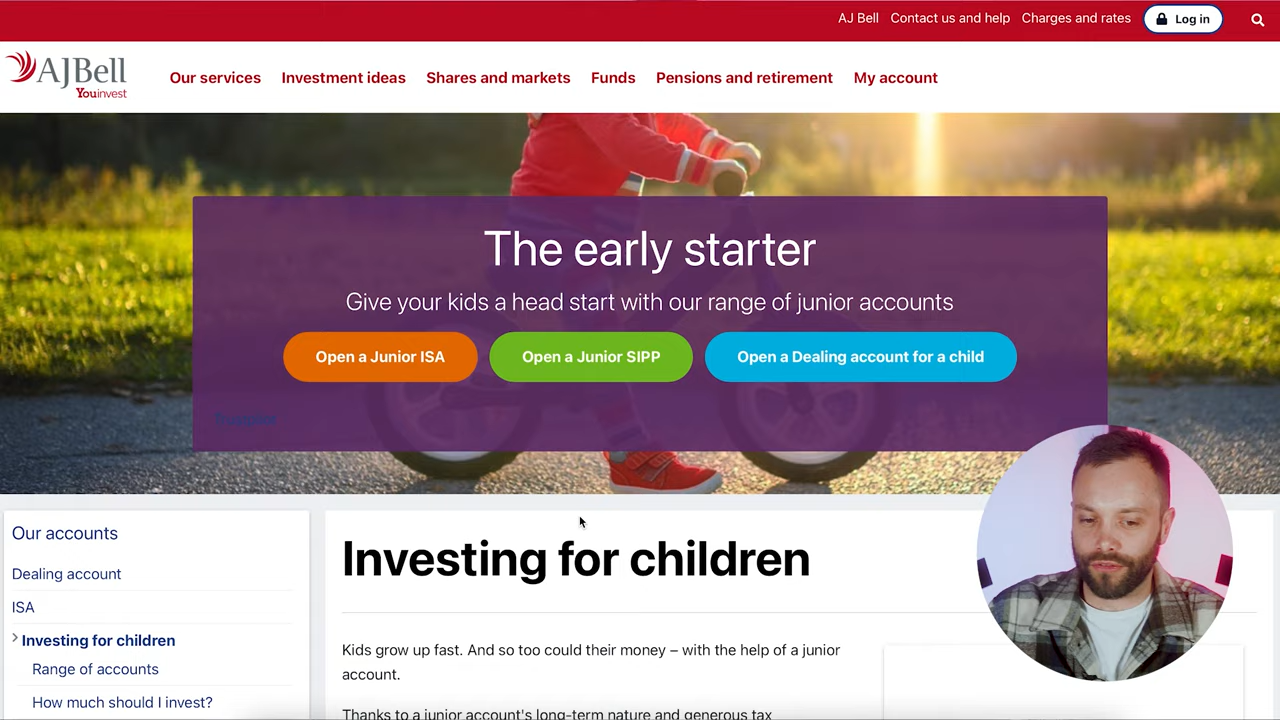 AJ Bell Contact us and help Charges and rates Log in
AJBell
Youinvest
Our services Investment ideas Shares and markets Funds Pensions and retirement My account
The early starter
Give your kids a head start with our range of junior accounts
Open a Junior ISA Open a Junior SIPP Open a Dealing account for a child
Trustpilot
Our accounts
Dealing account
ISA
Investing for children
Range of accounts
How much should I invest?
Investing for children
Kids grow up fast. And so too could their money – with the help of a junior
account.
Thanks to a junior account's long-term nature and generous tax